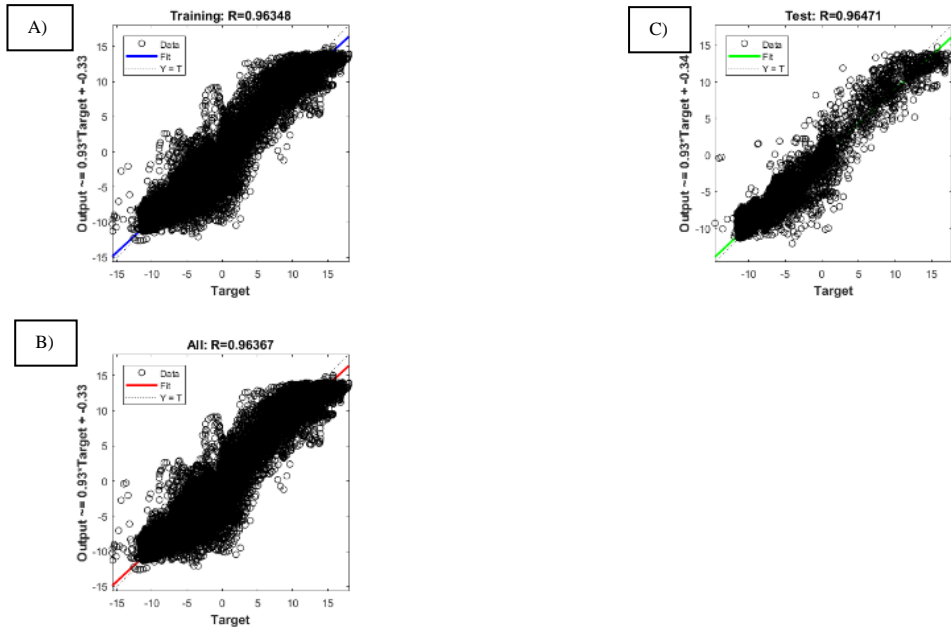 A)
Training: R=0.96348
Data
Fit
Y = T
Output ~= 0.93*Target + -0.33
15
10
5
0
-5
-10
-15
-15 -10 -5 0 5 10 15
Target
C)
Test: R=0.96471
Data
Fit
Y = T
Output ~= 0.93*Target + -0.34
15
10
5
0
-5
-10
-10 -5 0 5 10 15
Target
B)
All: R=0.96367
Data
Fit
Y = T
Output ~= 0.93*Target + -0.33
15
10
5
0
-5
-10
-15
-15 -10 -5 0 5 10 15
Target